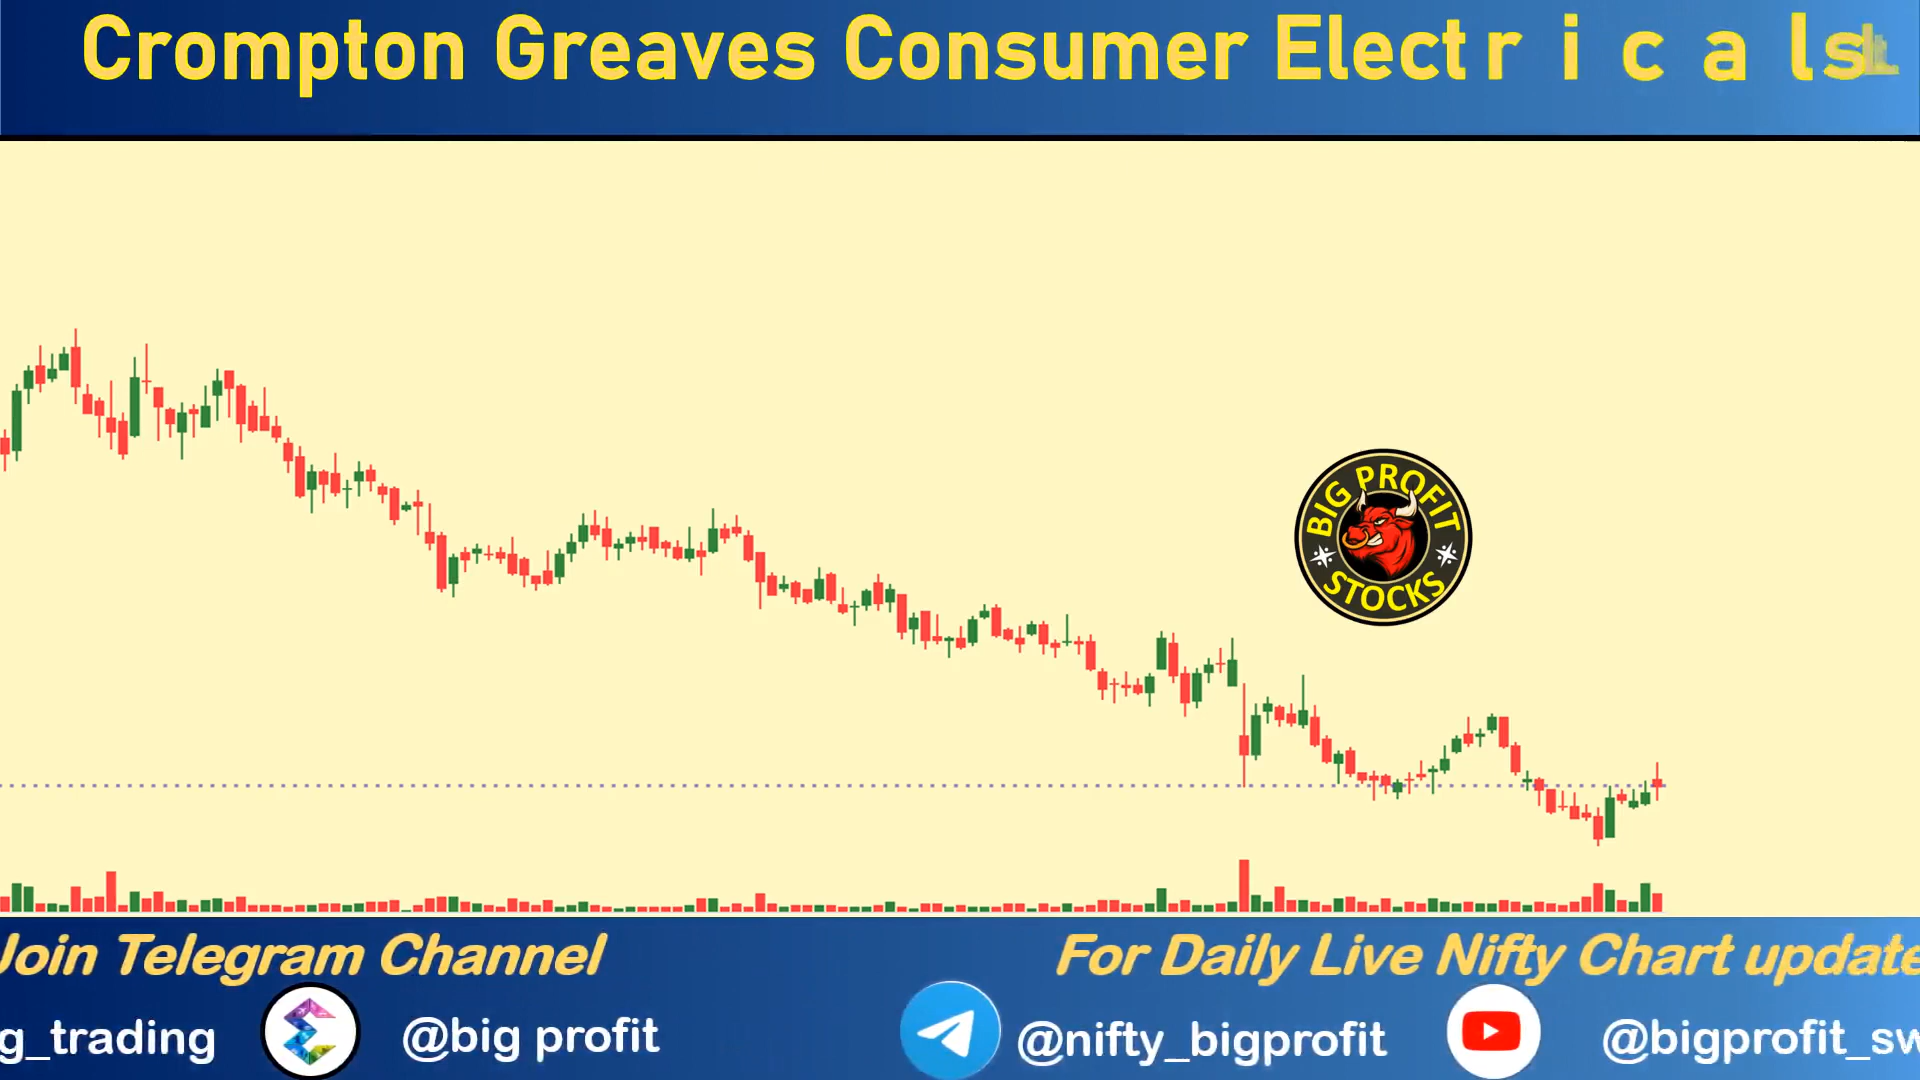 Crompton Greaves Consumer Electricals
BIG PROFIT
STOCKS
Join Telegram Channel
For Daily Live Nifty Chart update
g_trading
@big profit
@nifty_bigprofit
@bigprofit_sw